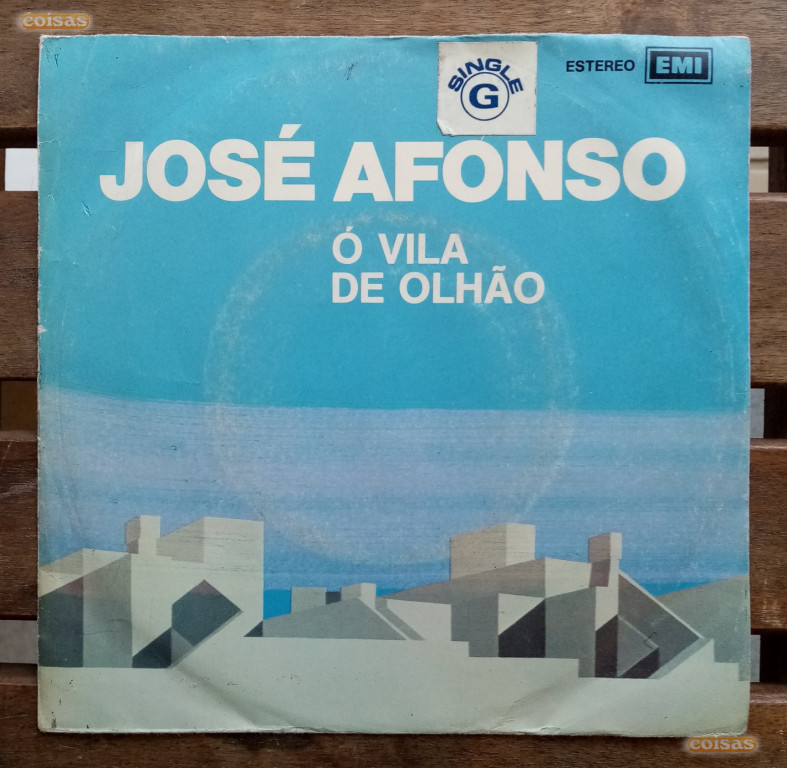 coisas
SINGLE
G
ESTEREO EMI
JOSÉ AFONSO
Ó VILA
DE OLHÃO
coisas